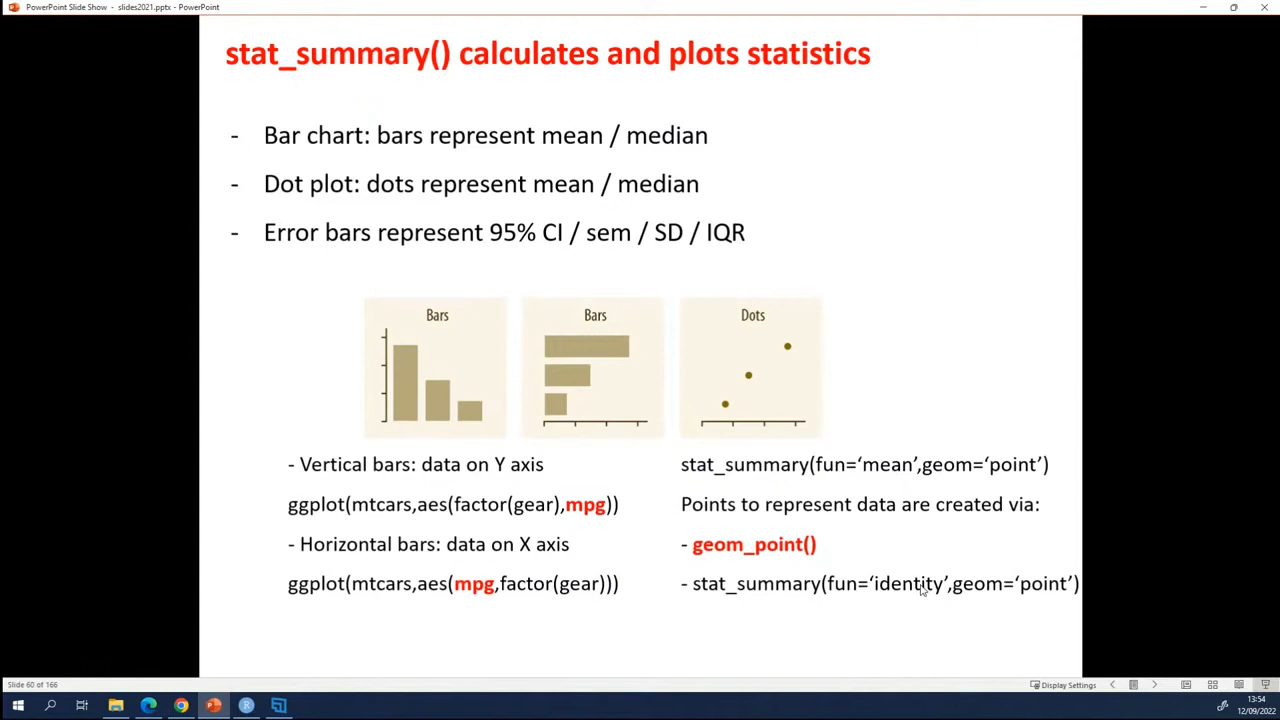 PowerPoint Slide Show - slides2021.pptx - PowerPoint
stat_summary() calculates and plots statistics
- Bar chart: bars represent mean / median
- Dot plot: dots represent mean / median
- Error bars represent 95% CI / sem / SD / IQR
Bars
Bars
Dots
- Vertical bars: data on Y axis
ggplot(mtcars,aes(factor(gear),mpg))
- Horizontal bars: data on X axis
ggplot(mtcars,aes(mpg,factor(gear)))
stat_summary(fun=‘mean’,geom=‘point’)
Points to represent data are created via:
- geom_point()
- stat_summary(fun=‘identity’,geom=‘point’)
Slide 60 of 166
Display Settings
13:54
12/09/2022